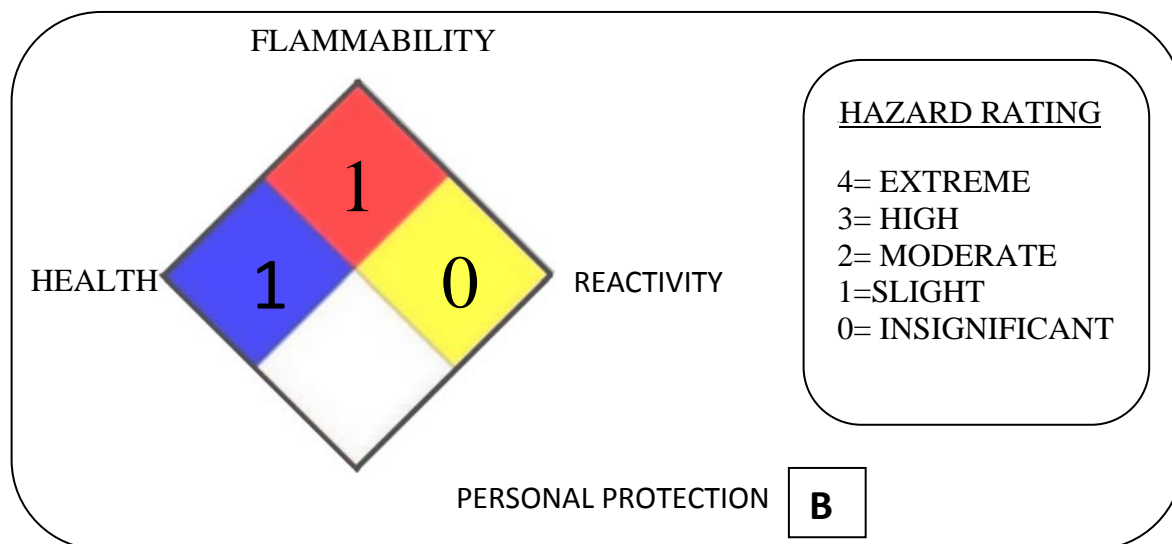 FLAMMABILITY
1
HEALTH
1
0
REACTIVITY
HAZARD RATING
4= EXTREME
3= HIGH
2= MODERATE
1=SLIGHT
0= INSIGNIFICANT
PERSONAL PROTECTION
B